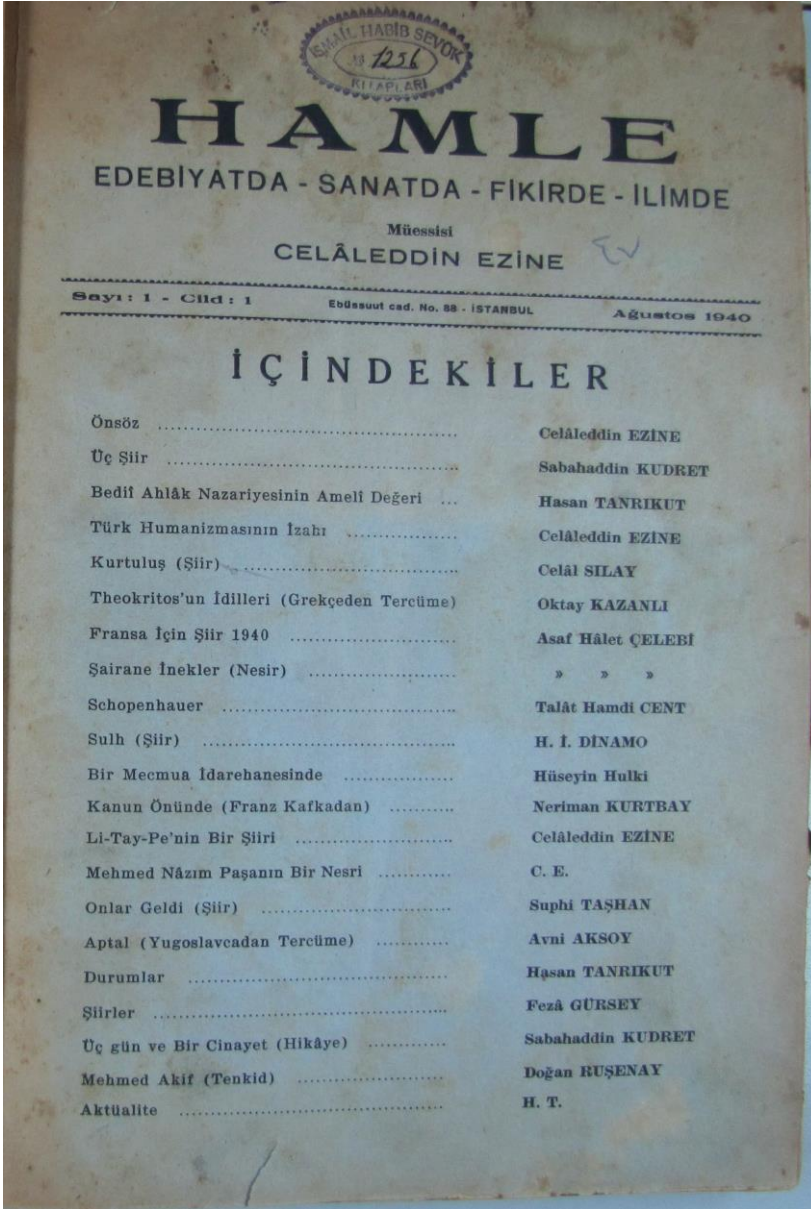 İSMAİL HABİB SEVÜK
1256
KİTAPLARI
HAMLE
EDEBİYATDA - SANATDA - FİKİRDE - İLİMDE
Müessisi
CELÂLEDDİN EZİNE
Sayı : 1 - Cild : 1 Ebüssuut cad. No. 88 - İSTANBUL Ağustos 1940
İÇİNDEKİLER
Önsöz ........ Celâleddin EZİNE
Üç Şiir ........ Sabahaddin KUDRET
Bediî Ahlâk Nazariyesinin Amelî Değeri ... Hasan TANRIKUT
Türk Humanizmasının İzahı ........ Celâleddin EZİNE
Kurtuluş (Şiir) ........ Celâl SILAY
Theokritos'un İdilleri (Grekçeden Tercüme) Oktay KAZANLI
Fransa İçin Şiir 1940 ........ Asaf Hâlet ÇELEBİ
Şairane İnekler (Nesir) ........ » » »
Schopenhauer ........ Talât Hamdi CENT
Sulh (Şiir) ........ H. İ. DİNAMO
Bir Mecmua İdarehanesinde ........ Hüseyin Hulki
Kanun Önünde (Franz Kafkadan) ........ Neriman KURTBAY
Li-Tay-Pe'nin Bir Şiiri ........ Celâleddin EZİNE
Mehmed Nâzım Paşanın Bir Nesri ........ C. E.
Onlar Geldi (Şiir) ........ Suphi TAŞHAN
Aptal (Yugoslavcadan Tercüme) ........ Avni AKSOY
Durumlar ........ Hasan TANRIKUT
Şiirler ........ Fezâ GÜRSEY
Üç gün ve Bir Cinayet (Hikâye) ........ Sabahaddin KUDRET
Mehmed Akif (Tenkid) ........ Doğan RUŞENAY
Aktüalite ........ H. T.